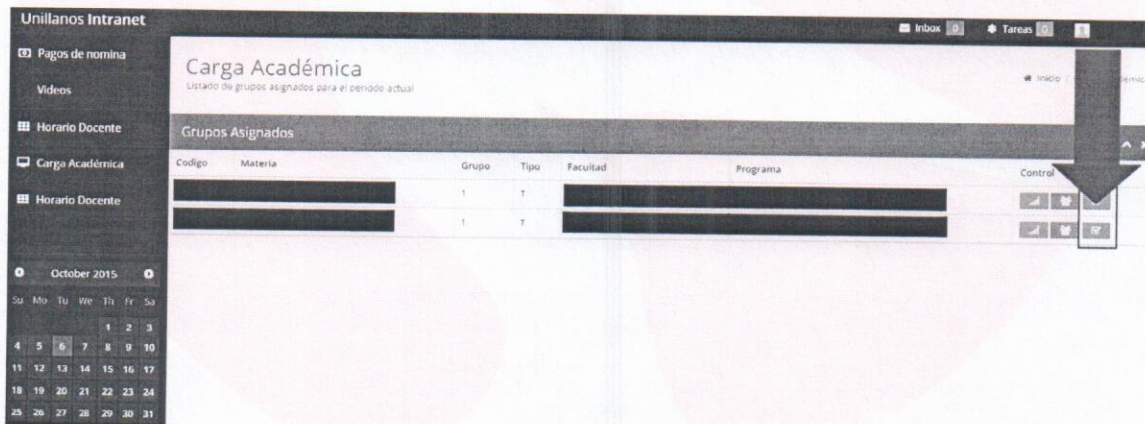 Unillanos Intranet
Inbox 0
Tareas 0
Pagos de nomina
Videos
Horario Docente
Carga Académica
Horario Docente
Carga Académica
Listado de grupos asignados para el periodo actual
Inicio
Grupos Asignados
Codigo Materia Grupo Tipo Facultad Programa Control
1 T
1 T
October 2015
Su Mo Tu We Th Fr Sa
1 2 3
4 5 6 7 8 9 10
11 12 13 14 15 16 17
18 19 20 21 22 23 24
25 26 27 28 29 30 31